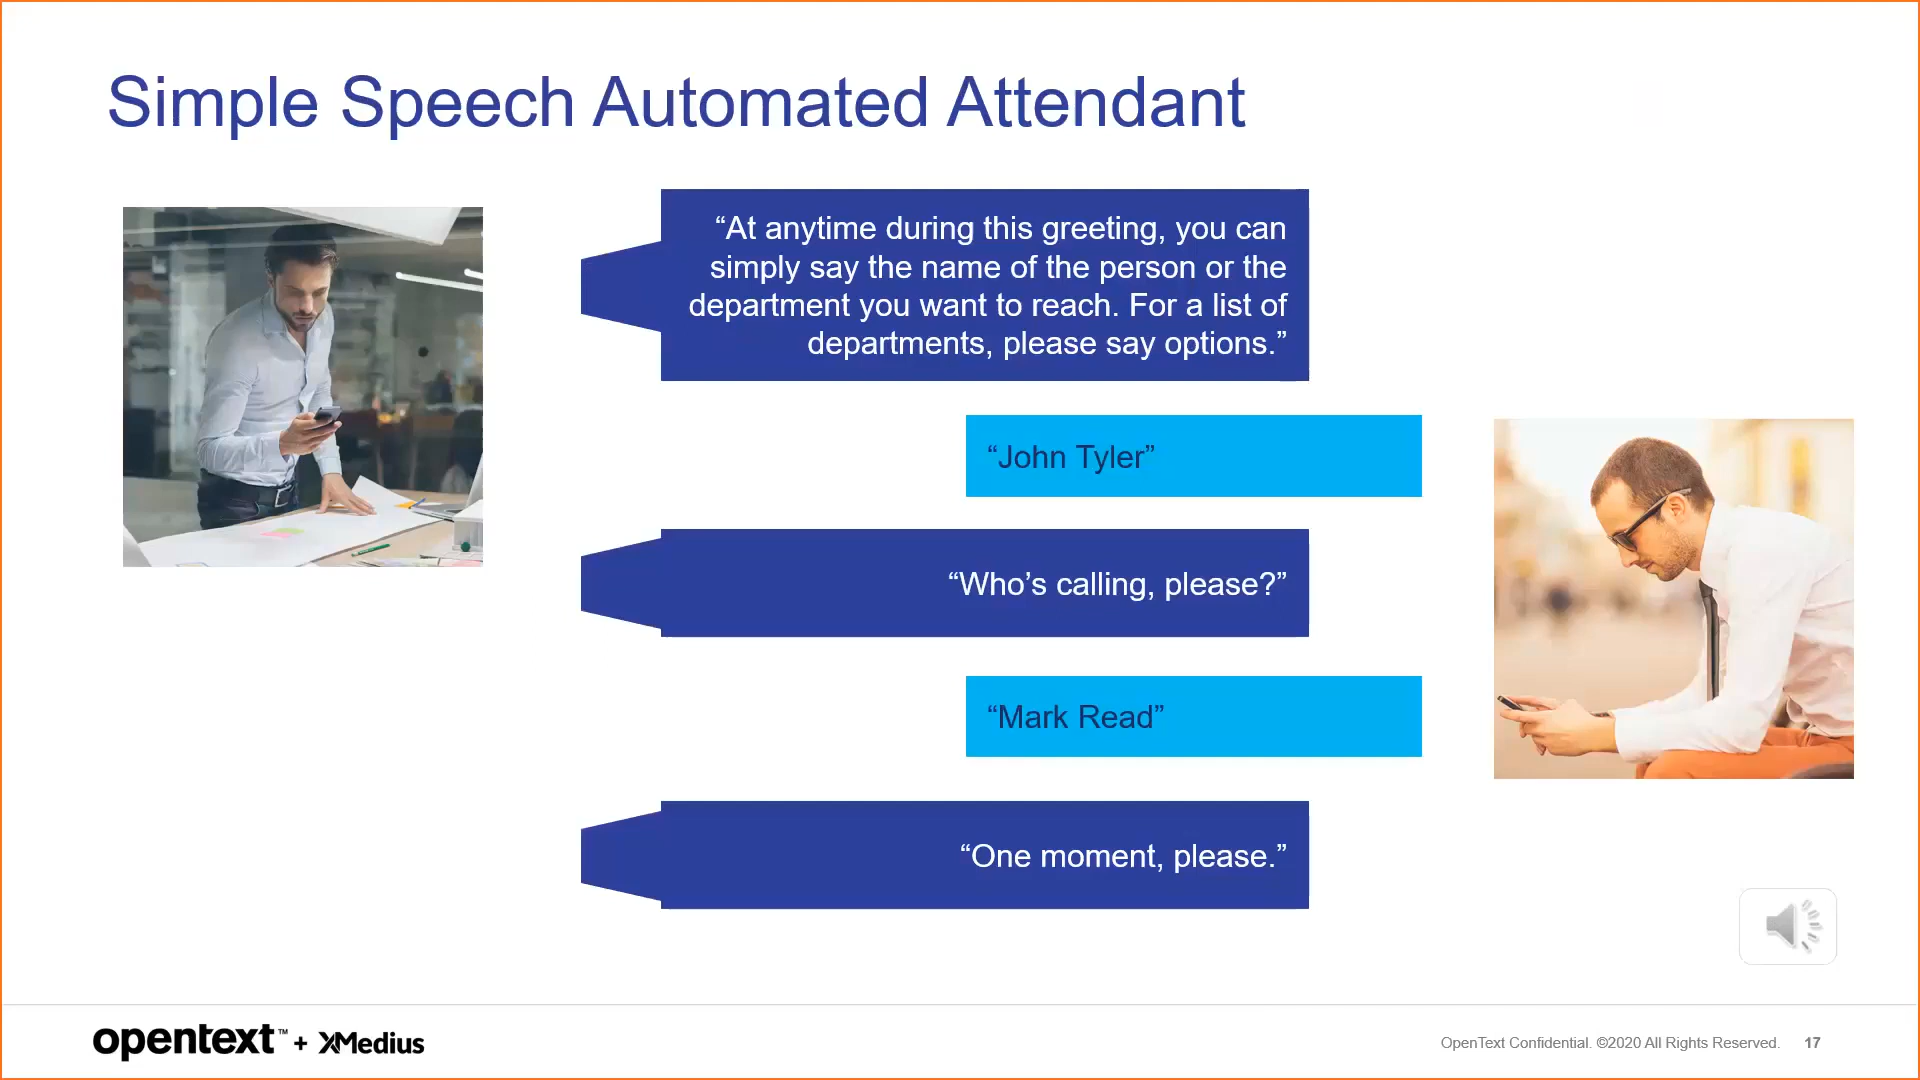 Simple Speech Automated Attendant
“At anytime during this greeting, you can
simply say the name of the person or the
department you want to reach. For a list of
departments, please say options.”
“John Tyler”
“Who’s calling, please?”
“Mark Read”
“One moment, please.”
opentext™ + XMedius
OpenText Confidential. ©2020 All Rights Reserved. 17